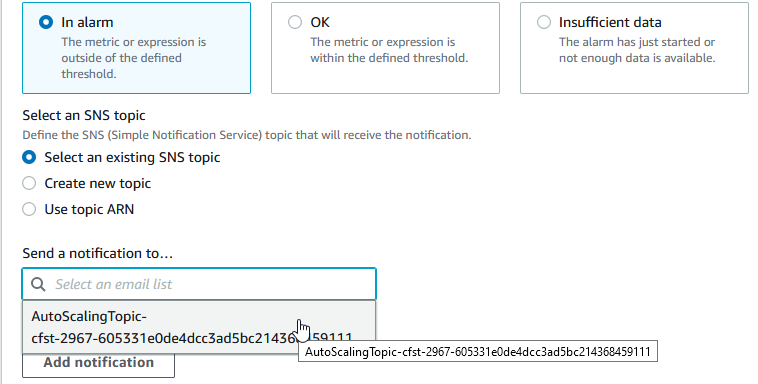 In alarm
The metric or expression is
outside of the defined
threshold.
OK
The metric or expression is
within the defined threshold.
Insufficient data
The alarm has just started or
not enough data is available.
Select an SNS topic
Define the SNS (Simple Notification Service) topic that will receive the notification.
Select an existing SNS topic
Create new topic
Use topic ARN
Send a notification to…
Select an email list
AutoScalingTopic-
cfst-2967-605331e0de4dcc3ad5bc214368459111
AutoScalingTopic-cfst-2967-605331e0de4dcc3ad5bc214368459111
Add notification